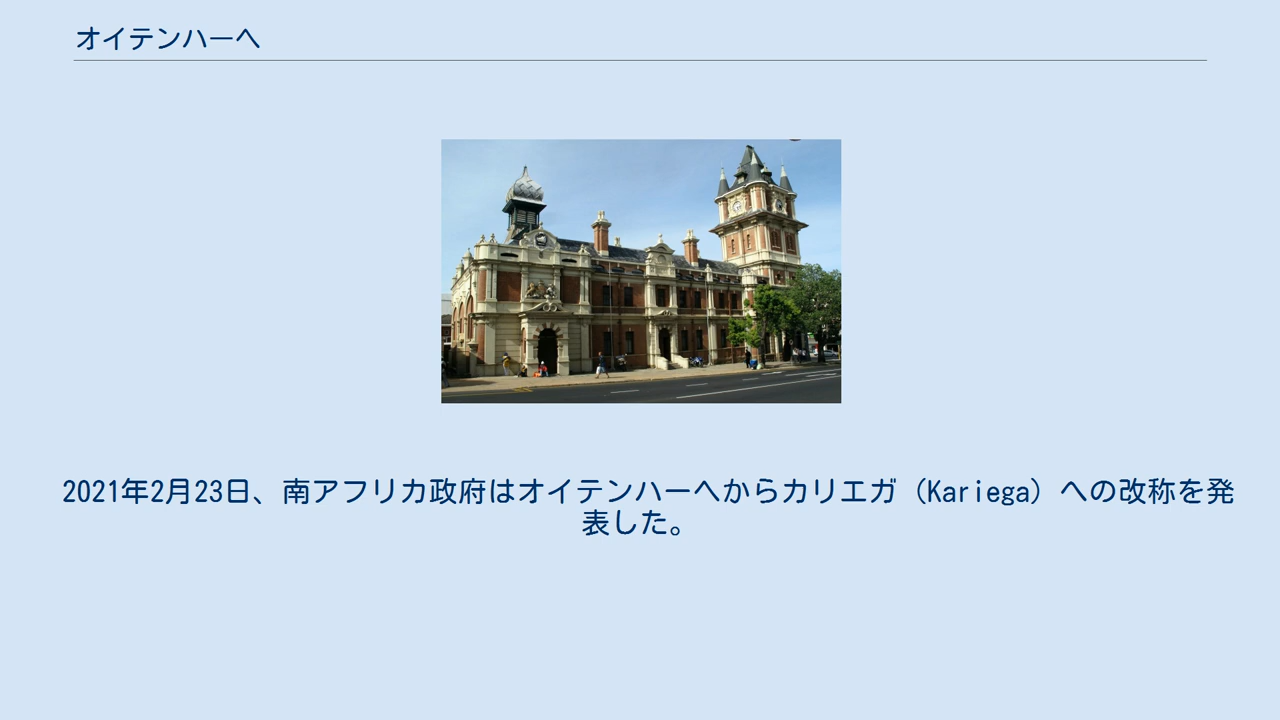 オイテンハーヘ
2021年2月23日、南アフリカ政府はオイテンハーヘからカリエガ（Kariega）への改称を発
表した。